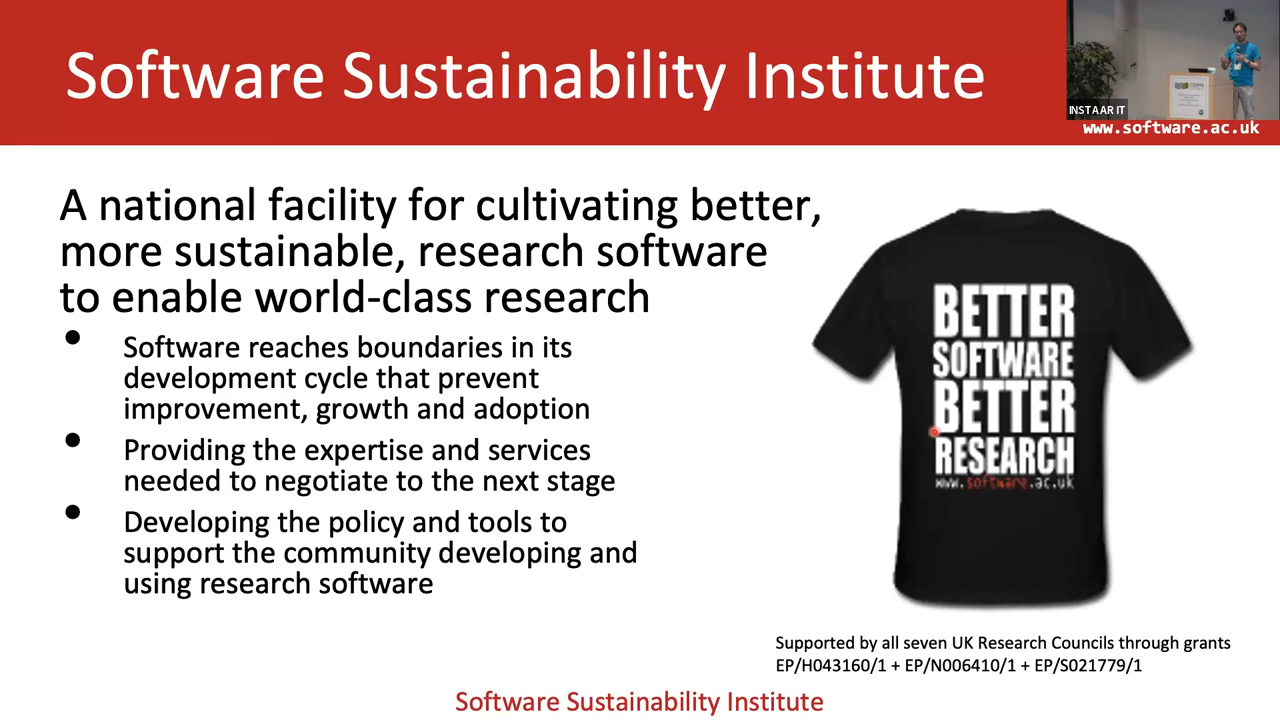 Software Sustainability Institute
INSTAAR IT
www.software.ac.uk
A national facility for cultivating better,
more sustainable, research software
to enable world-class research
• Software reaches boundaries in its
development cycle that prevent
improvement, growth and adoption
• Providing the expertise and services
needed to negotiate to the next stage
• Developing the policy and tools to
support the community developing and
using research software
BETTER
SOFTWARE
BETTER
RESEARCH
www.software.ac.uk
Supported by all seven UK Research Councils through grants
EP/H043160/1 + EP/N006410/1 + EP/S021779/1
Software Sustainability Institute